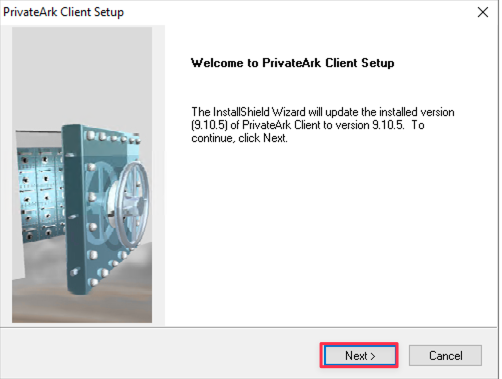 PrivateArk Client Setup
Welcome to PrivateArk Client Setup
The InstallShield Wizard will update the installed version
(9.10.5) of PrivateArk Client to version 9.10.5. To
continue, click Next.
Next >
Cancel